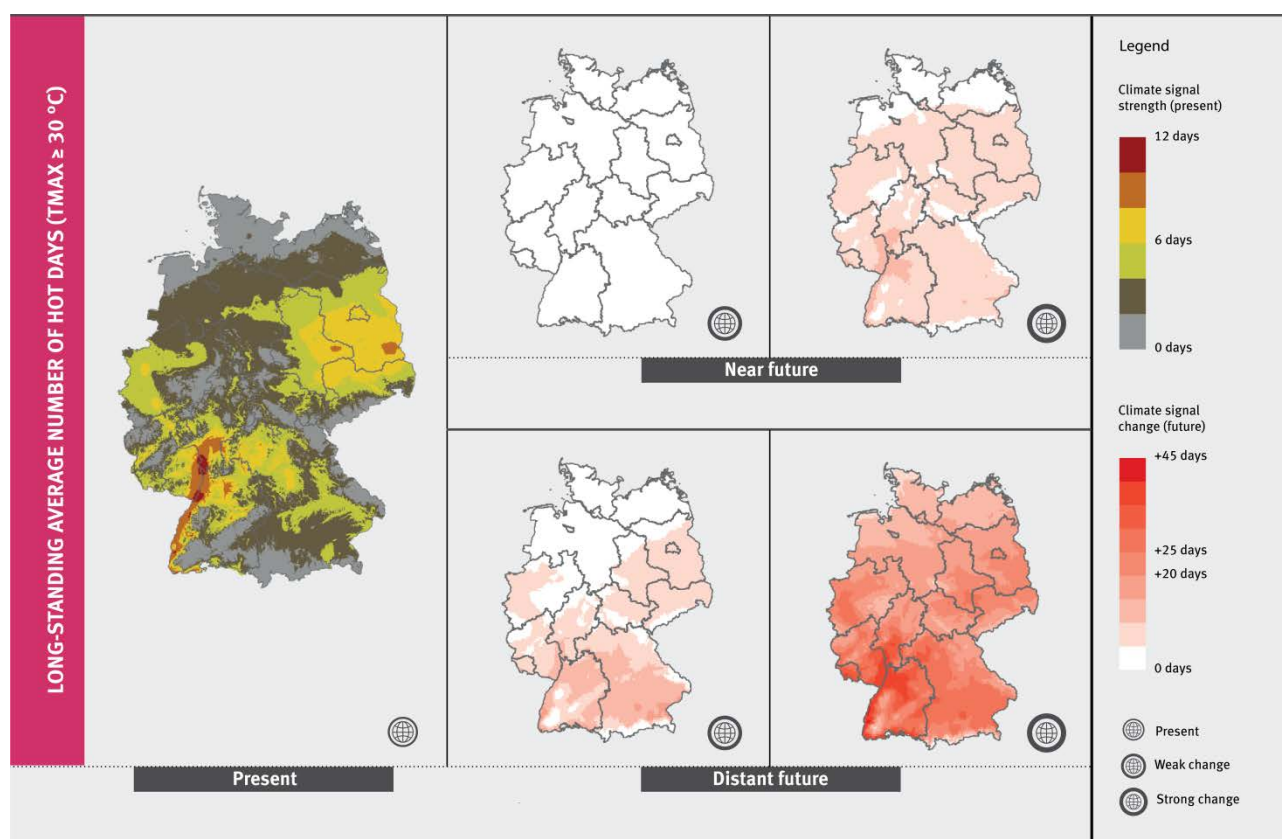 LONG-STANDING AVERAGE NUMBER OF HOT DAYS (TMAX ≥ 30 °C)
Present
Near future
Distant future
Legend
Climate signal
strength (present)
12 days
6 days
0 days
Climate signal
change (future)
+45 days
+25 days
+20 days
0 days
Present
Weak change
Strong change